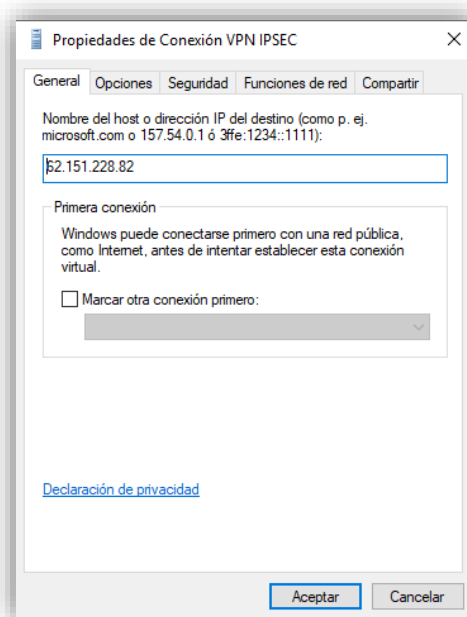 Propiedades de Conexión VPN IPSEC
General Opciones Seguridad Funciones de red Compartir
Nombre del host o dirección IP del destino (como p. ej.
microsoft.com o 157.54.0.1 ó 3ffe:1234::1111):
62.151.228.82
Primera conexión
Windows puede conectarse primero con una red pública,
como Internet, antes de intentar establecer esta conexión
virtual.
Marcar otra conexión primero:
Declaración de privacidad
Aceptar Cancelar